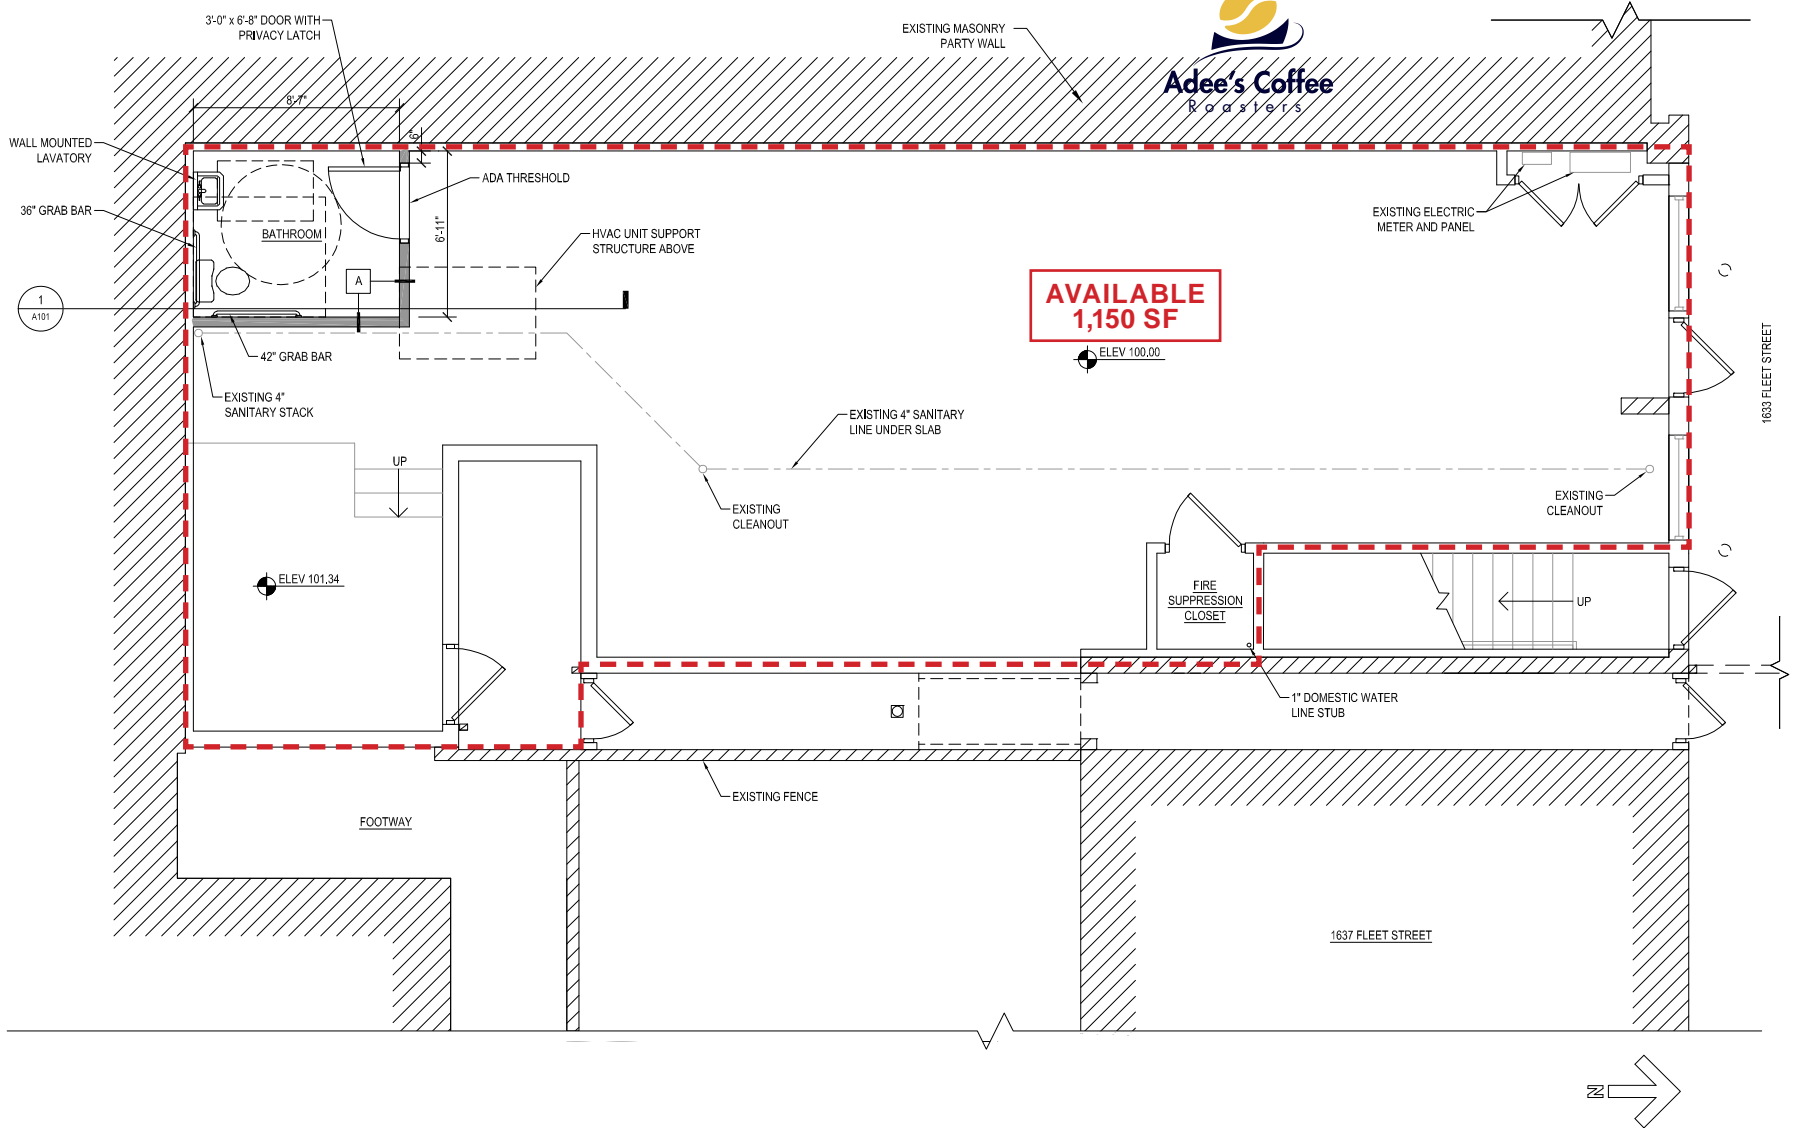 3'-0" x 6'-8" DOOR WITH
PRIVACY LATCH
EXISTING MASONRY
PARTY WALL
Adee's Coffee
Roasters
8'-7"
6"
WALL MOUNTED
LAVATORY
ADA THRESHOLD
36" GRAB BAR
6'-11"
BATHROOM
HVAC UNIT SUPPORT
STRUCTURE ABOVE
EXISTING ELECTRIC
METER AND PANEL
A
1
A101
AVAILABLE
1,150 SF
ELEV 100.00
42" GRAB BAR
1633 FLEET STREET
EXISTING 4"
SANITARY STACK
EXISTING 4" SANITARY
LINE UNDER SLAB
UP
EXISTING
CLEANOUT
EXISTING
CLEANOUT
ELEV 101.34
FIRE
SUPPRESSION
CLOSET
UP
1" DOMESTIC WATER
LINE STUB
EXISTING FENCE
FOOTWAY
1637 FLEET STREET
N